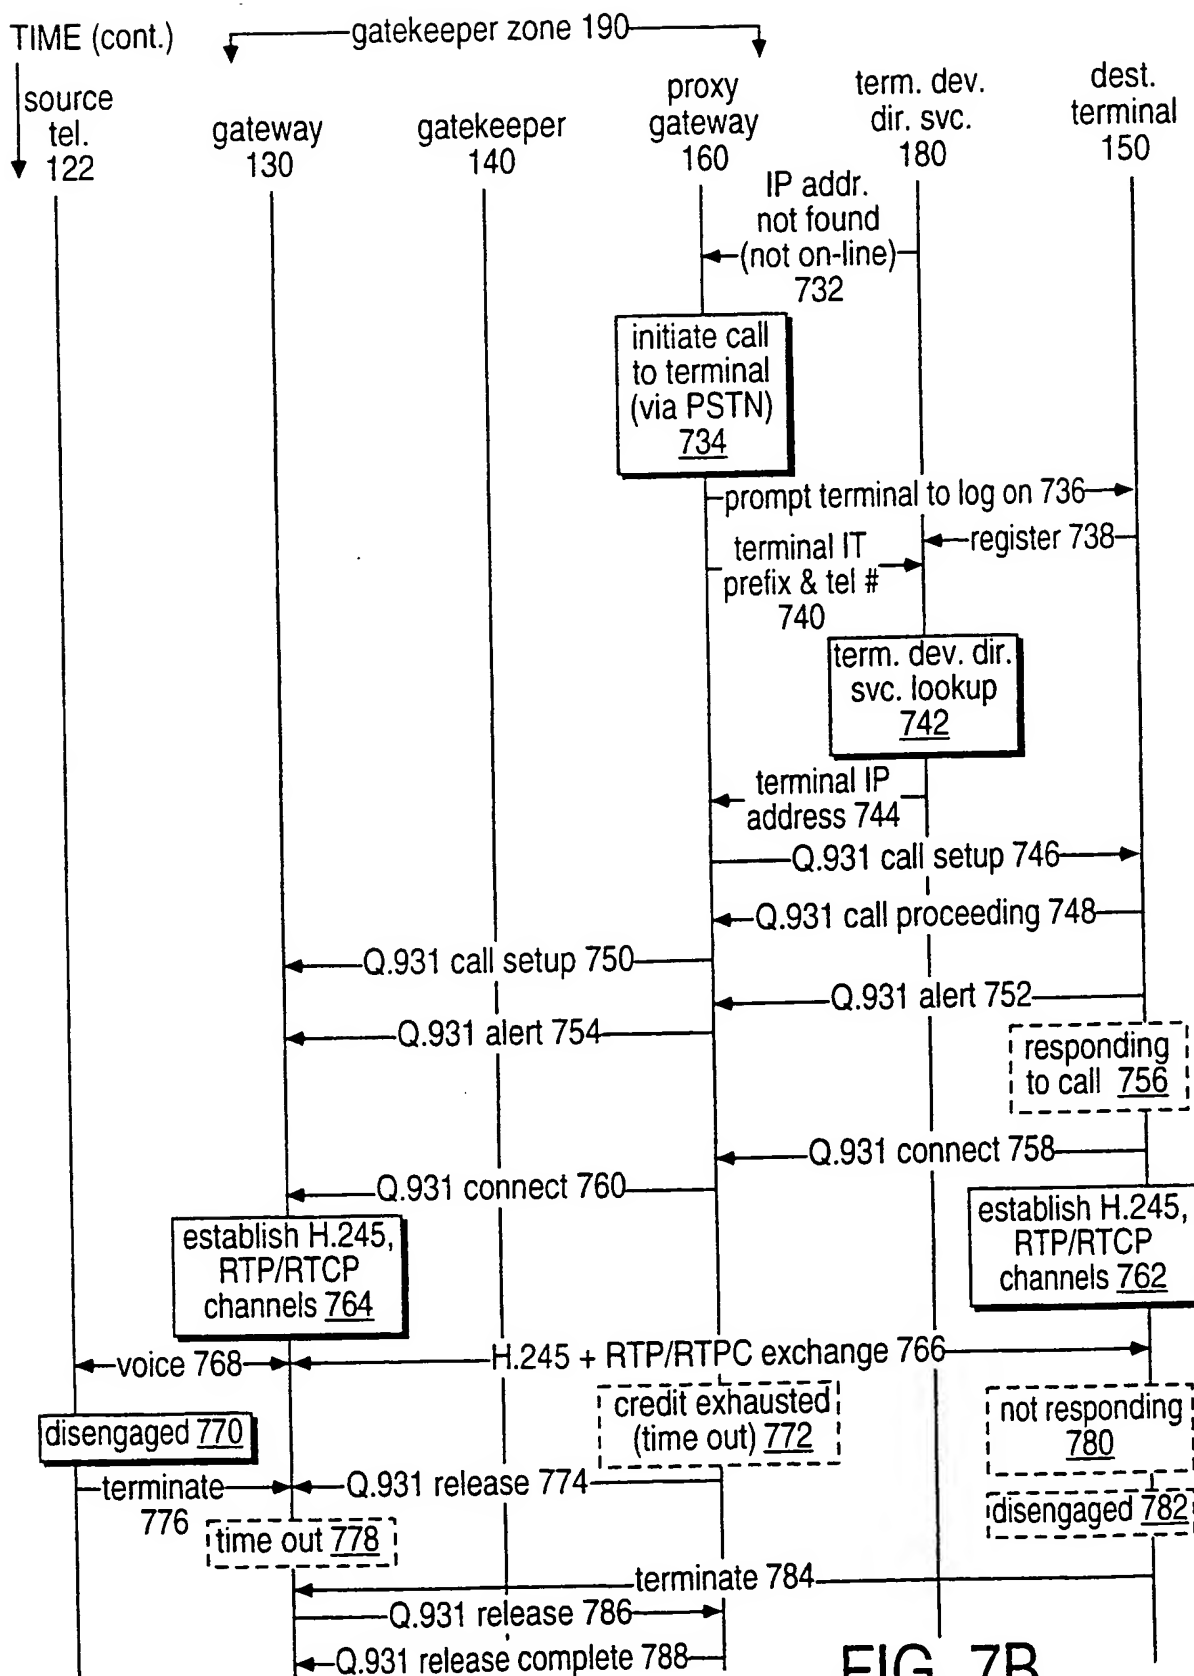 TIME (cont.)
gatekeeper zone 190
source
tel.
122
gateway
130
gatekeeper
140
proxy
gateway
160
term. dev.
dir. svc.
180
dest.
terminal
150
IP addr.
not found
(not on-line)
732
initiate call
to terminal
(via PSTN)
734
prompt terminal to log on 736
register 738
terminal IT
prefix & tel #
740
term. dev. dir.
svc. lookup
742
terminal IP
address 744
Q.931 call setup 746
Q.931 call proceeding 748
Q.931 call setup 750
Q.931 alert 752
Q.931 alert 754
responding
to call 756
Q.931 connect 758
Q.931 connect 760
establish H.245,
RTP/RTCP
channels 764
establish H.245,
RTP/RTCP
channels 762
voice 768
H.245 + RTP/RTPC exchange 766
disengaged 770
credit exhausted
(time out) 772
not responding
780
terminate
776
Q.931 release 774
disengaged 782
time out 778
terminate 784
Q.931 release 786
Q.931 release complete 788
FIG. 7B